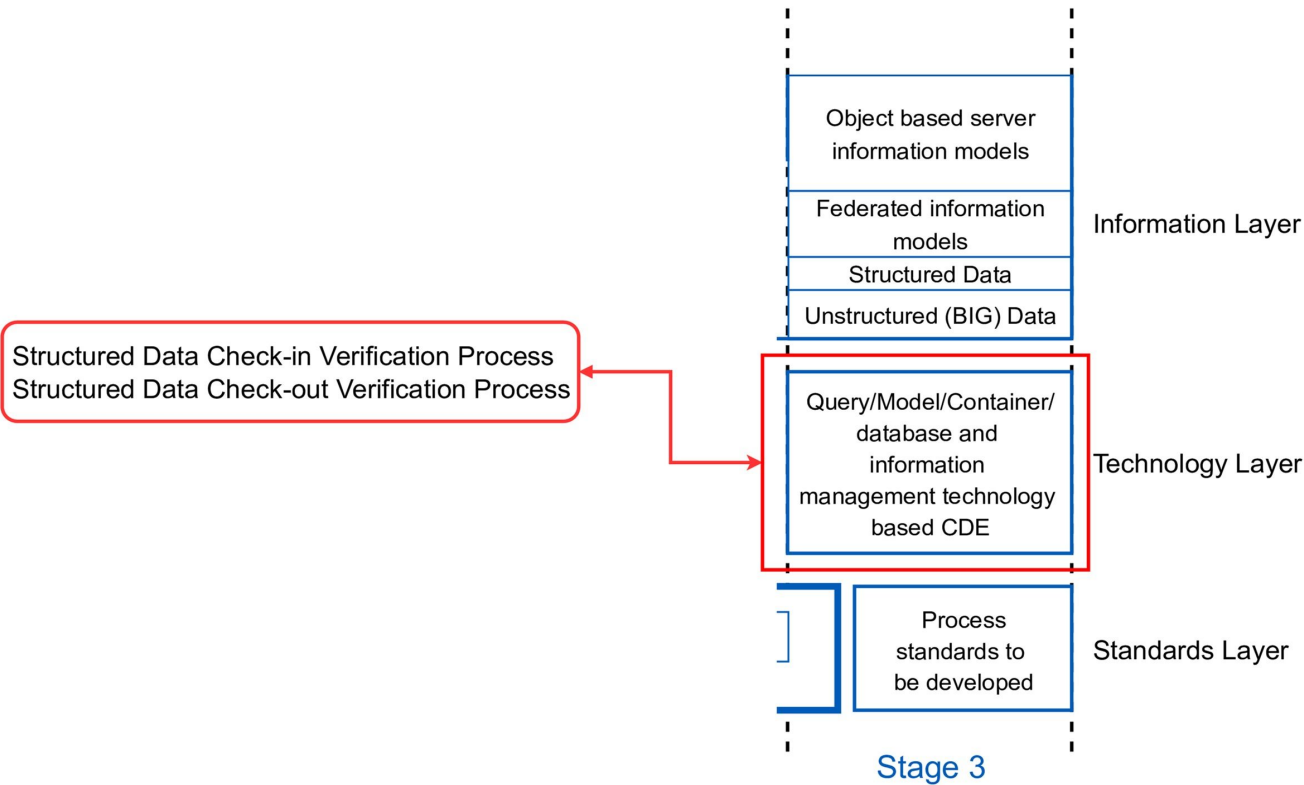 Object based server
information models
Federated information
models
Information Layer
Structured Data
Unstructured (BIG) Data
Structured Data Check-in Verification Process
Structured Data Check-out Verification Process
Query/Model/Container/
database and
information
management technology
based CDE
Technology Layer
Process
standards to
be developed
Standards Layer
Stage 3